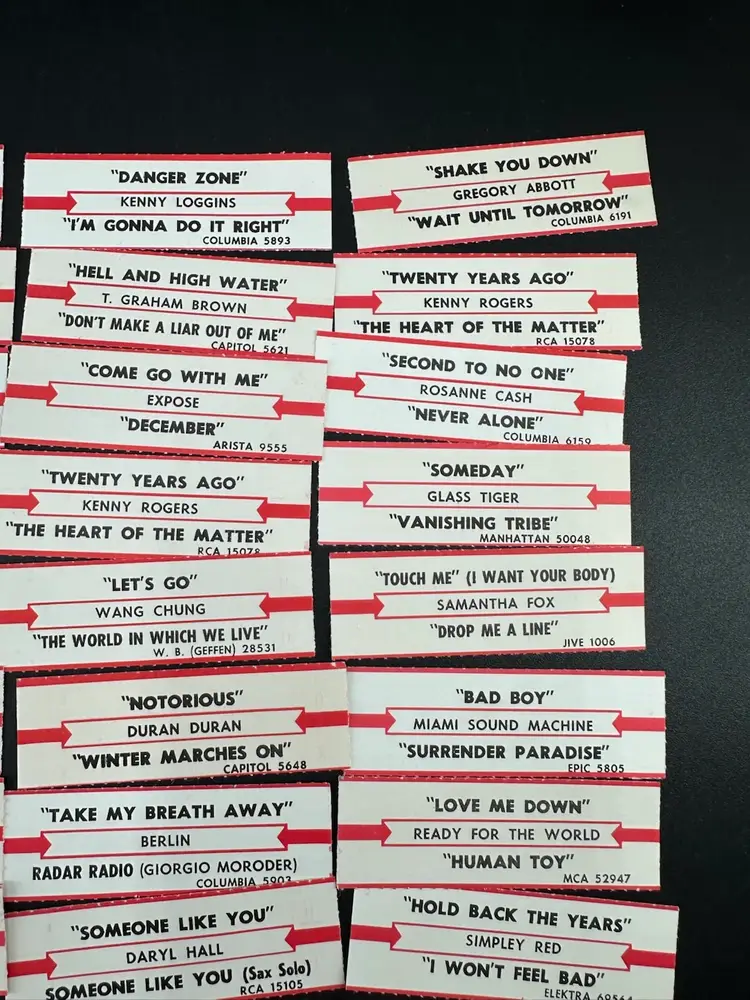 "DANGER ZONE"
KENNY LOGGINS
"I'M GONNA DO IT RIGHT"
COLUMBIA 5893
"SHAKE YOU DOWN"
GREGORY ABBOTT
"WAIT UNTIL TOMORROW"
COLUMBIA 6191
"HELL AND HIGH WATER"
T. GRAHAM BROWN
"DON'T MAKE A LIAR OUT OF ME"
CAPITOL 5621
"TWENTY YEARS AGO"
KENNY ROGERS
"THE HEART OF THE MATTER"
RCA 15078
"COME GO WITH ME"
EXPOSE
"DECEMBER"
ARISTA 9555
"SECOND TO NO ONE"
ROSANNE CASH
"NEVER ALONE"
COLUMBIA 6159
"TWENTY YEARS AGO"
KENNY ROGERS
"THE HEART OF THE MATTER"
RCA 15078
"SOMEDAY"
GLASS TIGER
"VANISHING TRIBE"
MANHATTAN 50048
"LET'S GO"
WANG CHUNG
"THE WORLD IN WHICH WE LIVE"
W. B. (GEFFEN) 28531
"TOUCH ME" (I WANT YOUR BODY)
SAMANTHA FOX
"DROP ME A LINE"
JIVE 1006
"NOTORIOUS"
DURAN DURAN
"WINTER MARCHES ON"
CAPITOL 5648
"BAD BOY"
MIAMI SOUND MACHINE
"SURRENDER PARADISE"
EPIC 5805
"TAKE MY BREATH AWAY"
BERLIN
RADAR RADIO (GIORGIO MORODER)
COLUMBIA 5903
"LOVE ME DOWN"
READY FOR THE WORLD
"HUMAN TOY"
MCA 52947
"SOMEONE LIKE YOU"
DARYL HALL
SOMEONE LIKE YOU (Sax Solo)
RCA 15105
"HOLD BACK THE YEARS"
SIMPLEY RED
"I WON'T FEEL BAD"
ELEKTRA 69564